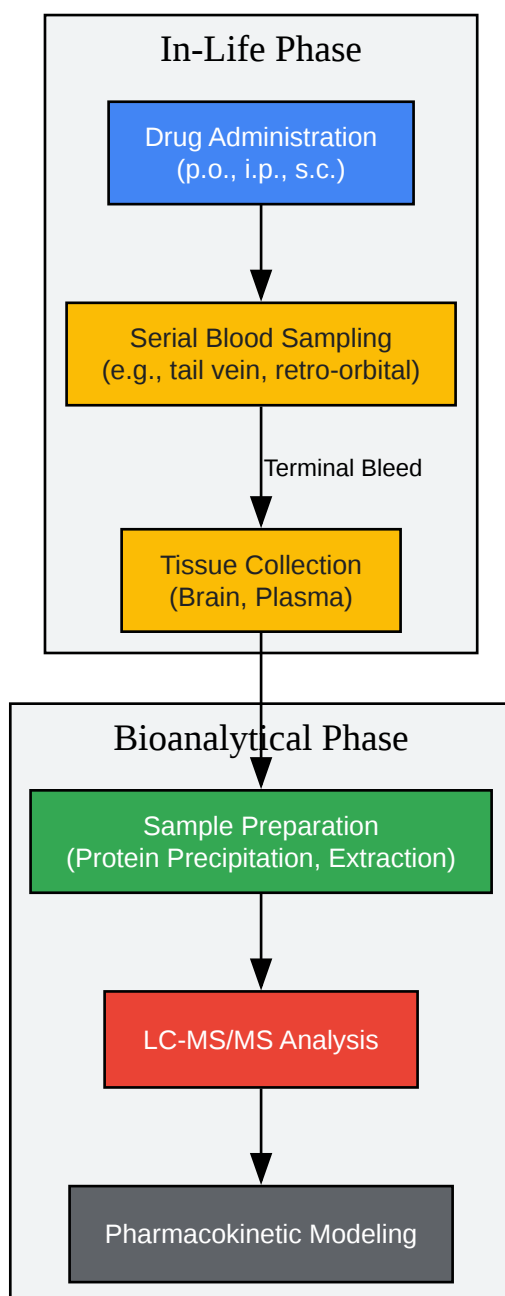 In-Life Phase
Drug Administration
(p.o., i.p., s.c.)
Serial Blood Sampling
(e.g., tail vein, retro-orbital)
Terminal Bleed
Tissue Collection
(Brain, Plasma)
Bioanalytical Phase
Sample Preparation
(Protein Precipitation, Extraction)
LC-MS/MS Analysis
Pharmacokinetic Modeling